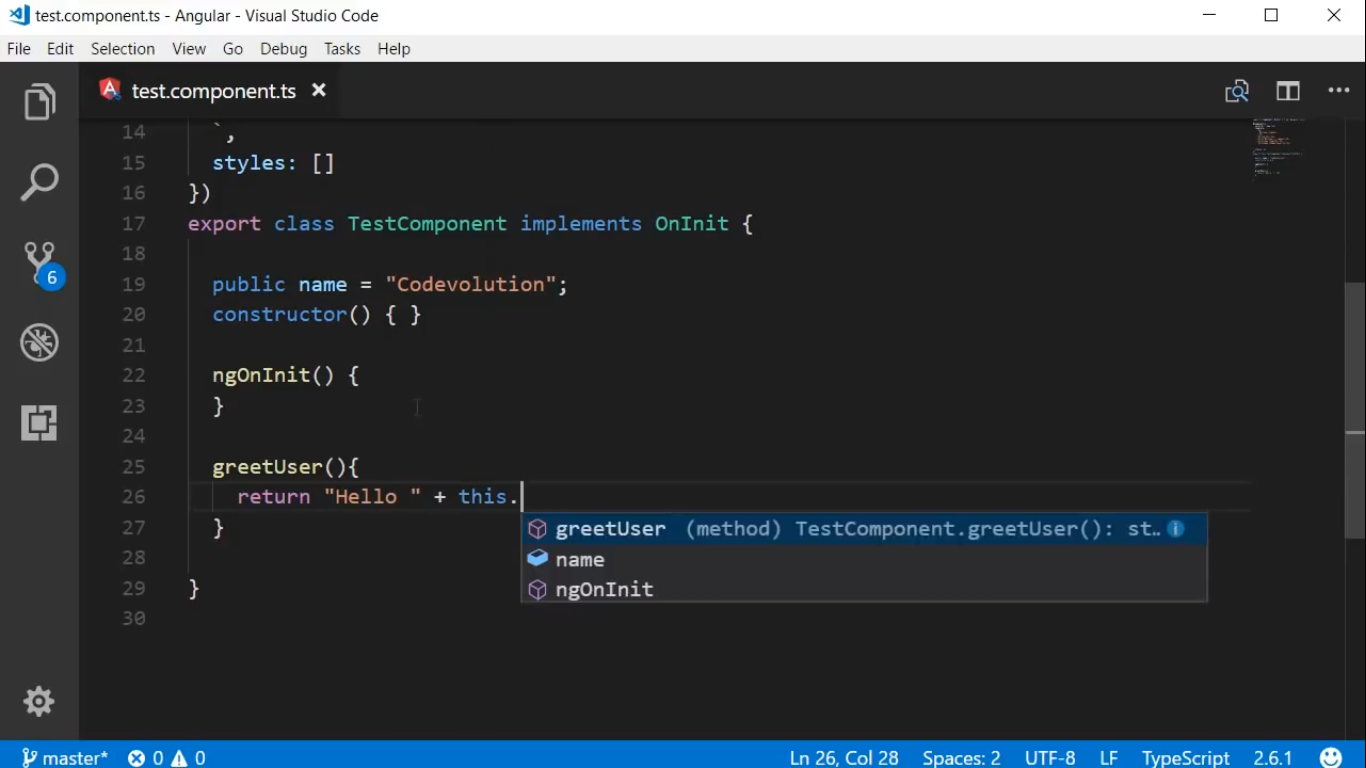 test.component.ts - Angular - Visual Studio Code
File Edit Selection View Go Debug Tasks Help
test.component.ts
14 `,
15 styles: []
16 })
17 export class TestComponent implements OnInit {
18
19 public name = "Codevolution";
20 constructor() { }
21
22 ngOnInit() {
23 }
24
25 greetUser(){
26 return "Hello " + this.
greetUser (method) TestComponent.greetUser(): st…
27 }
name
28
ngOnInit
29 }
30
6
master* 0 0 Ln 26, Col 28 Spaces: 2 UTF-8 LF TypeScript 2.6.1